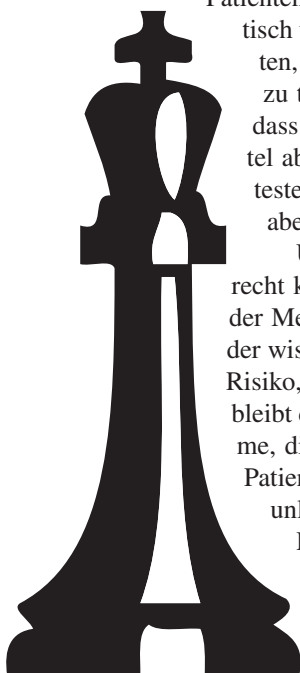 Patienten
tisch
ten,
zu t
dass
tel ab
teste
abe
recht k
der Me
der wis
Risiko,
bleibt
me, di
Patien
unl